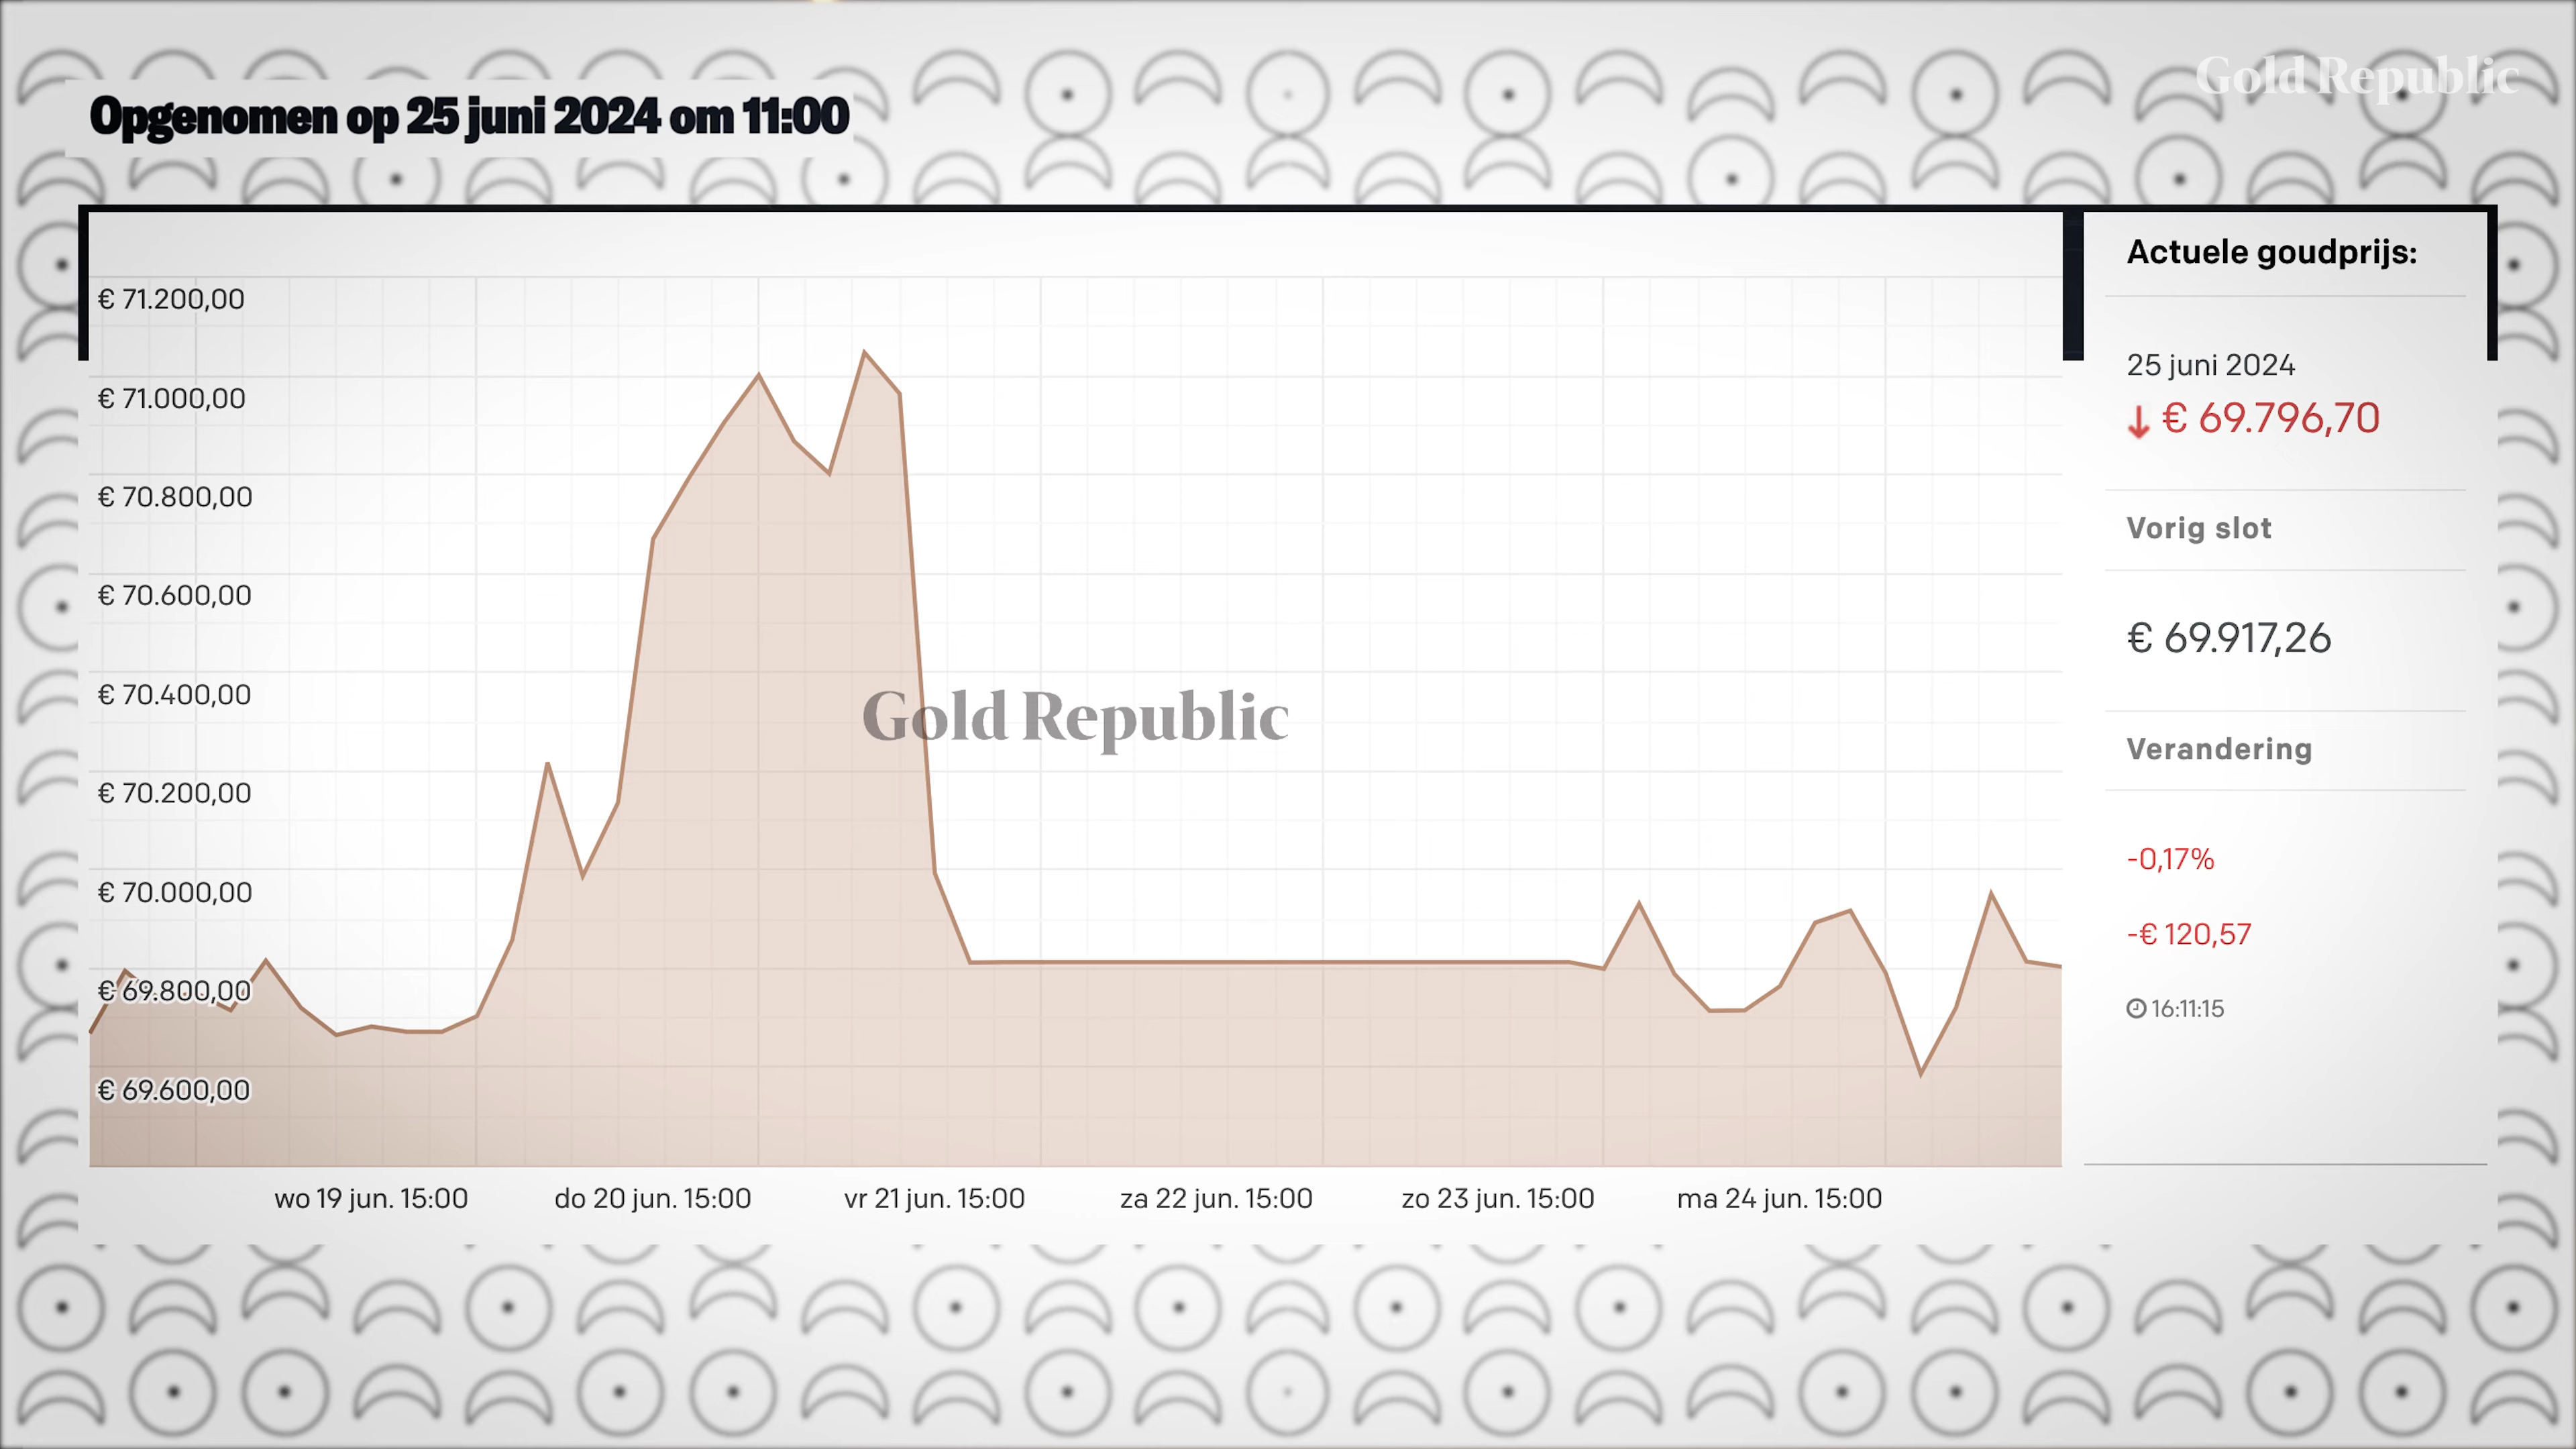 Gold Republic
Opgenomen op 25 juni 2024 om 11:00
€ 71.200,00
€ 71.000,00
€ 70.800,00
€ 70.600,00
€ 70.400,00
€ 70.200,00
€ 70.000,00
€ 69.800,00
€ 69.600,00
Gold Republic
wo 19 jun. 15:00
do 20 jun. 15:00
vr 21 jun. 15:00
za 22 jun. 15:00
zo 23 jun. 15:00
ma 24 jun. 15:00
Actuele goudprijs:
25 juni 2024
↓ € 69.796,70
Vorig slot
€ 69.917,26
Verandering
-0,17%
-€ 120,57
16:11:15